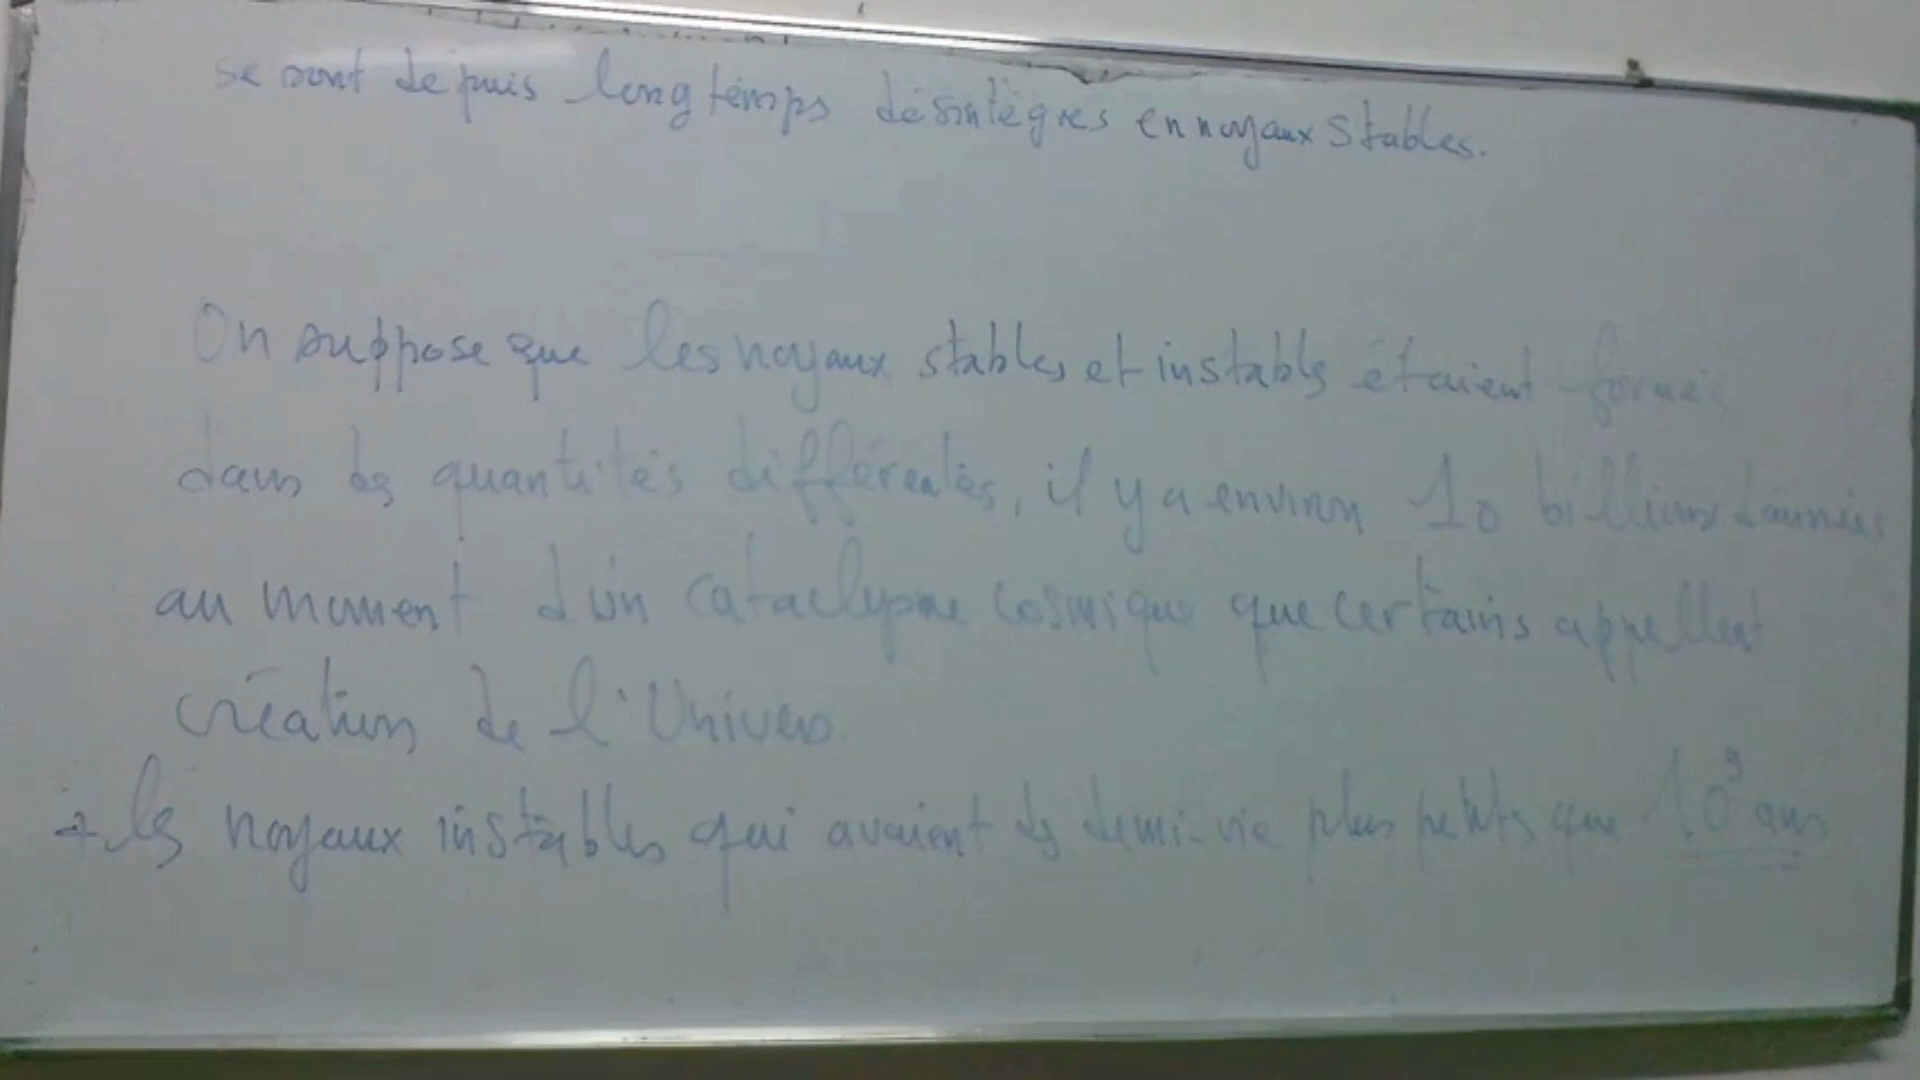 se sont depuis longtemps désintègrés en noyaux stables.
On suppose que les noyaux stables et instables étaient formés
dans les quantités différentes, il y a environ 10 billions d'années
au moment d'un cataclysme cosmique que certains appellent
création de l'Univers.
→ les noyaux instables qui avaient des demi-vie plus petits que 10⁹ ans